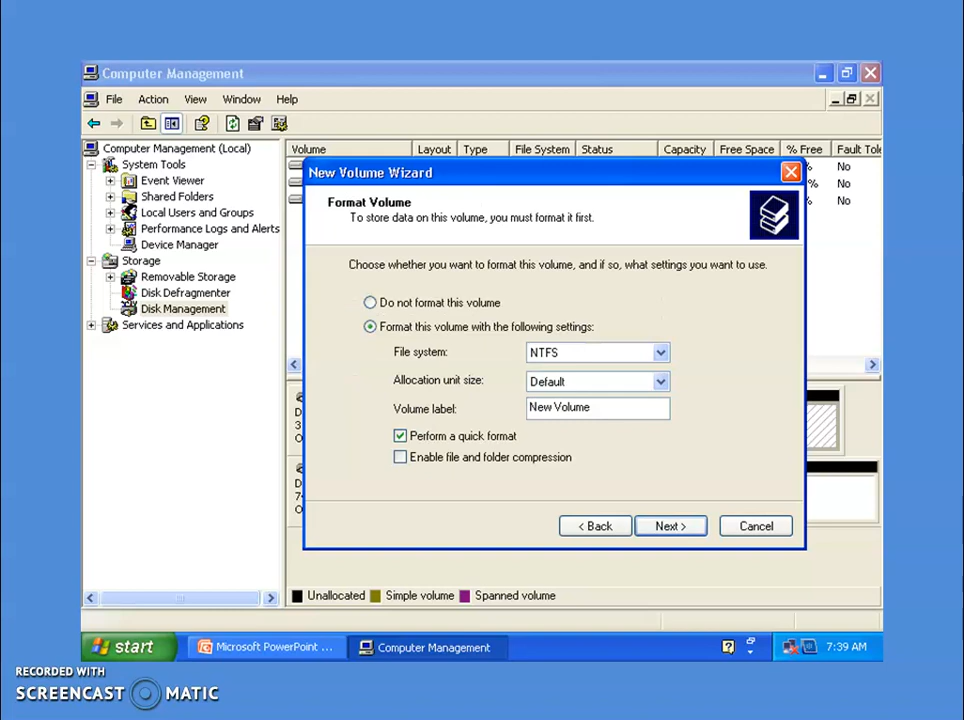 Computer Management
File Action View Window Help
Computer Management (Local)
System Tools
Event Viewer
Shared Folders
Local Users and Groups
Performance Logs and Alerts
Device Manager
Storage
Removable Storage
Disk Defragmenter
Disk Management
Services and Applications
Volume Layout Type File System Status Capacity Free Space % Free Fault Tole
% No
% No
% No
New Volume Wizard
Format Volume
To store data on this volume, you must format it first.
Choose whether you want to format this volume, and if so, what settings you want to use.
Do not format this volume
Format this volume with the following settings:
File system: NTFS
Allocation unit size: Default
Volume label: New Volume
Perform a quick format
Enable file and folder compression
< Back Next > Cancel
D
3
O
D
7
O
Unallocated Simple volume Spanned volume
start Microsoft PowerPoint ... Computer Management 7:39 AM
RECORDED WITH
SCREENCAST MATIC